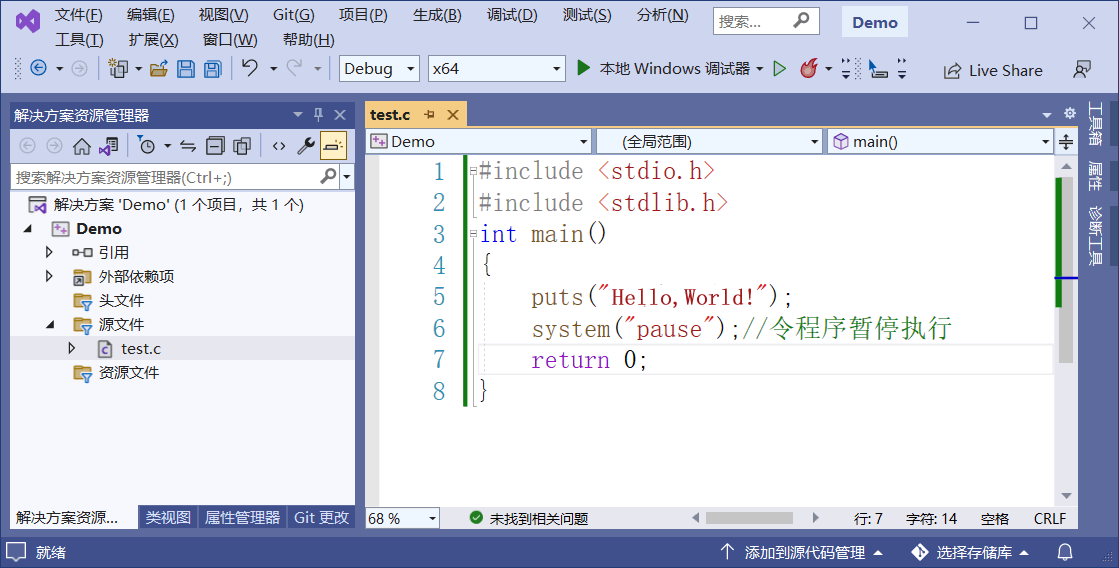 文件(F) 编辑(E) 视图(V) Git(G) 项目(P) 生成(B) 调试(D) 测试(S) 分析(N) 搜索... Demo
工具(T) 扩展(X) 窗口(W) 帮助(H)
Debug x64 本地 Windows 调试器 Live Share
解决方案资源管理器
搜索解决方案资源管理器(Ctrl+;)
解决方案 'Demo' (1 个项目，共 1 个)
Demo
引用
外部依赖项
头文件
源文件
test.c
资源文件
解决方案资源... 类视图 属性管理器 Git 更改
test.c
Demo (全局范围) main()
1 #include <stdio.h>
2 #include <stdlib.h>
3 int main()
4 {
5 puts("Hello,World!");
6 system("pause");//令程序暂停执行
7 return 0;
8 }
68 % 未找到相关问题 行: 7 字符: 14 空格 CRLF
工具箱
属性
诊断工具
就绪 添加到源代码管理 选择存储库